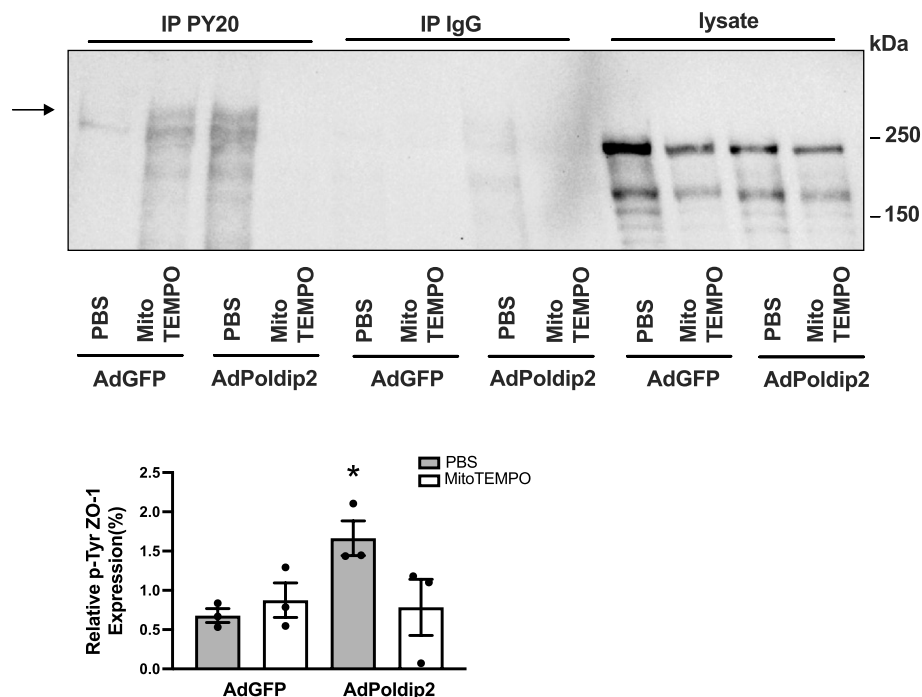 IP PY20 IP IgG lysate
kDa
250
150
PBS Mito TEMPO PBS Mito TEMPO PBS Mito TEMPO PBS Mito TEMPO PBS Mito TEMPO PBS Mito TEMPO
AdGFP AdPoldip2 AdGFP AdPoldip2 AdGFP AdPoldip2
Relative p-Tyr ZO-1
Expression(%)
2.5
2.0
1.5
1.0
0.5
0.0
*
PBS
MitoTEMPO
AdGFP AdPoldip2